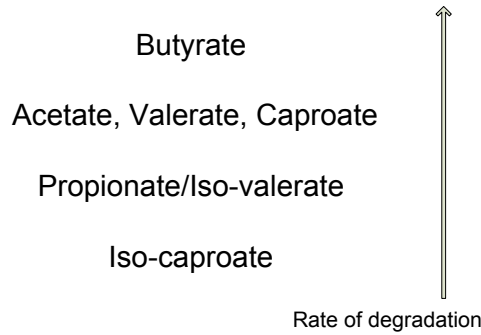 Butyrate
Acetate, Valerate, Caproate
Propionate/Iso-valerate
Iso-caproate
Rate of degradation